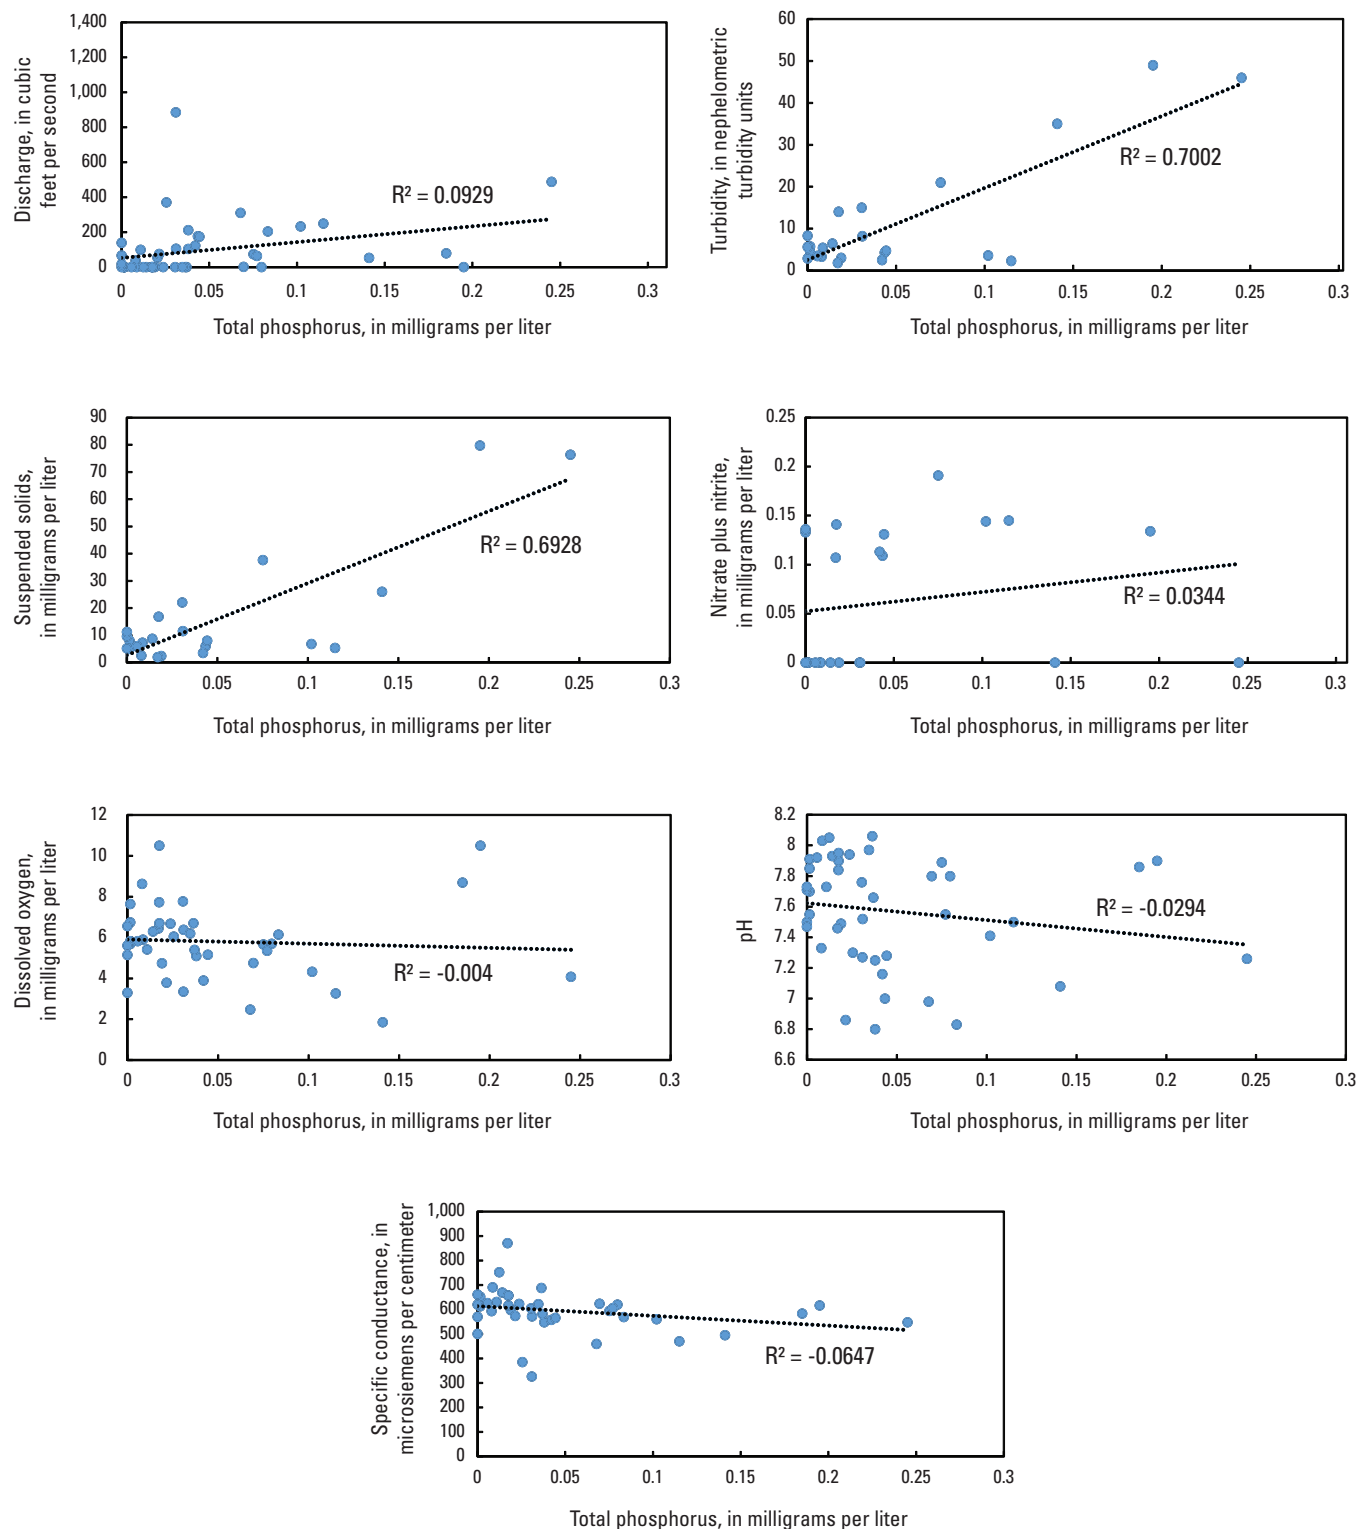 Discharge, in cubic
feet per second
1,400
1,200
1,000
800
600
400
200
0
R² = 0.0929
0 0.05 0.1 0.15 0.2 0.25 0.3
Total phosphorus, in milligrams per liter
Turbidity, in nephelometric
turbidity units
60
50
40
30
20
10
0
R² = 0.7002
0 0.05 0.1 0.15 0.2 0.25 0.3
Total phosphorus, in milligrams per liter
Suspended solids,
in milligrams per liter
90
80
70
60
50
40
30
20
10
0
R² = 0.6928
0 0.05 0.1 0.15 0.2 0.25 0.3
Total phosphorus, in milligrams per liter
Nitrate plus nitrite,
in milligrams per liter
0.25
0.2
0.15
0.1
0.05
0
R² = 0.0344
0 0.05 0.1 0.15 0.2 0.25 0.3
Total phosphorus, in milligrams per liter
Dissolved oxygen,
in milligrams per liter
12
10
8
6
4
2
0
R² = -0.004
0 0.05 0.1 0.15 0.2 0.25 0.3
Total phosphorus, in milligrams per liter
pH
8.2
8
7.8
7.6
7.4
7.2
7
6.8
6.6
R² = -0.0294
0 0.05 0.1 0.15 0.2 0.25 0.3
Total phosphorus, in milligrams per liter
Specific conductance, in
microsiemens per centimeter
1,000
900
800
700
600
500
400
300
200
100
0
R² = -0.0647
0 0.05 0.1 0.15 0.2 0.25 0.3
Total phosphorus, in milligrams per liter